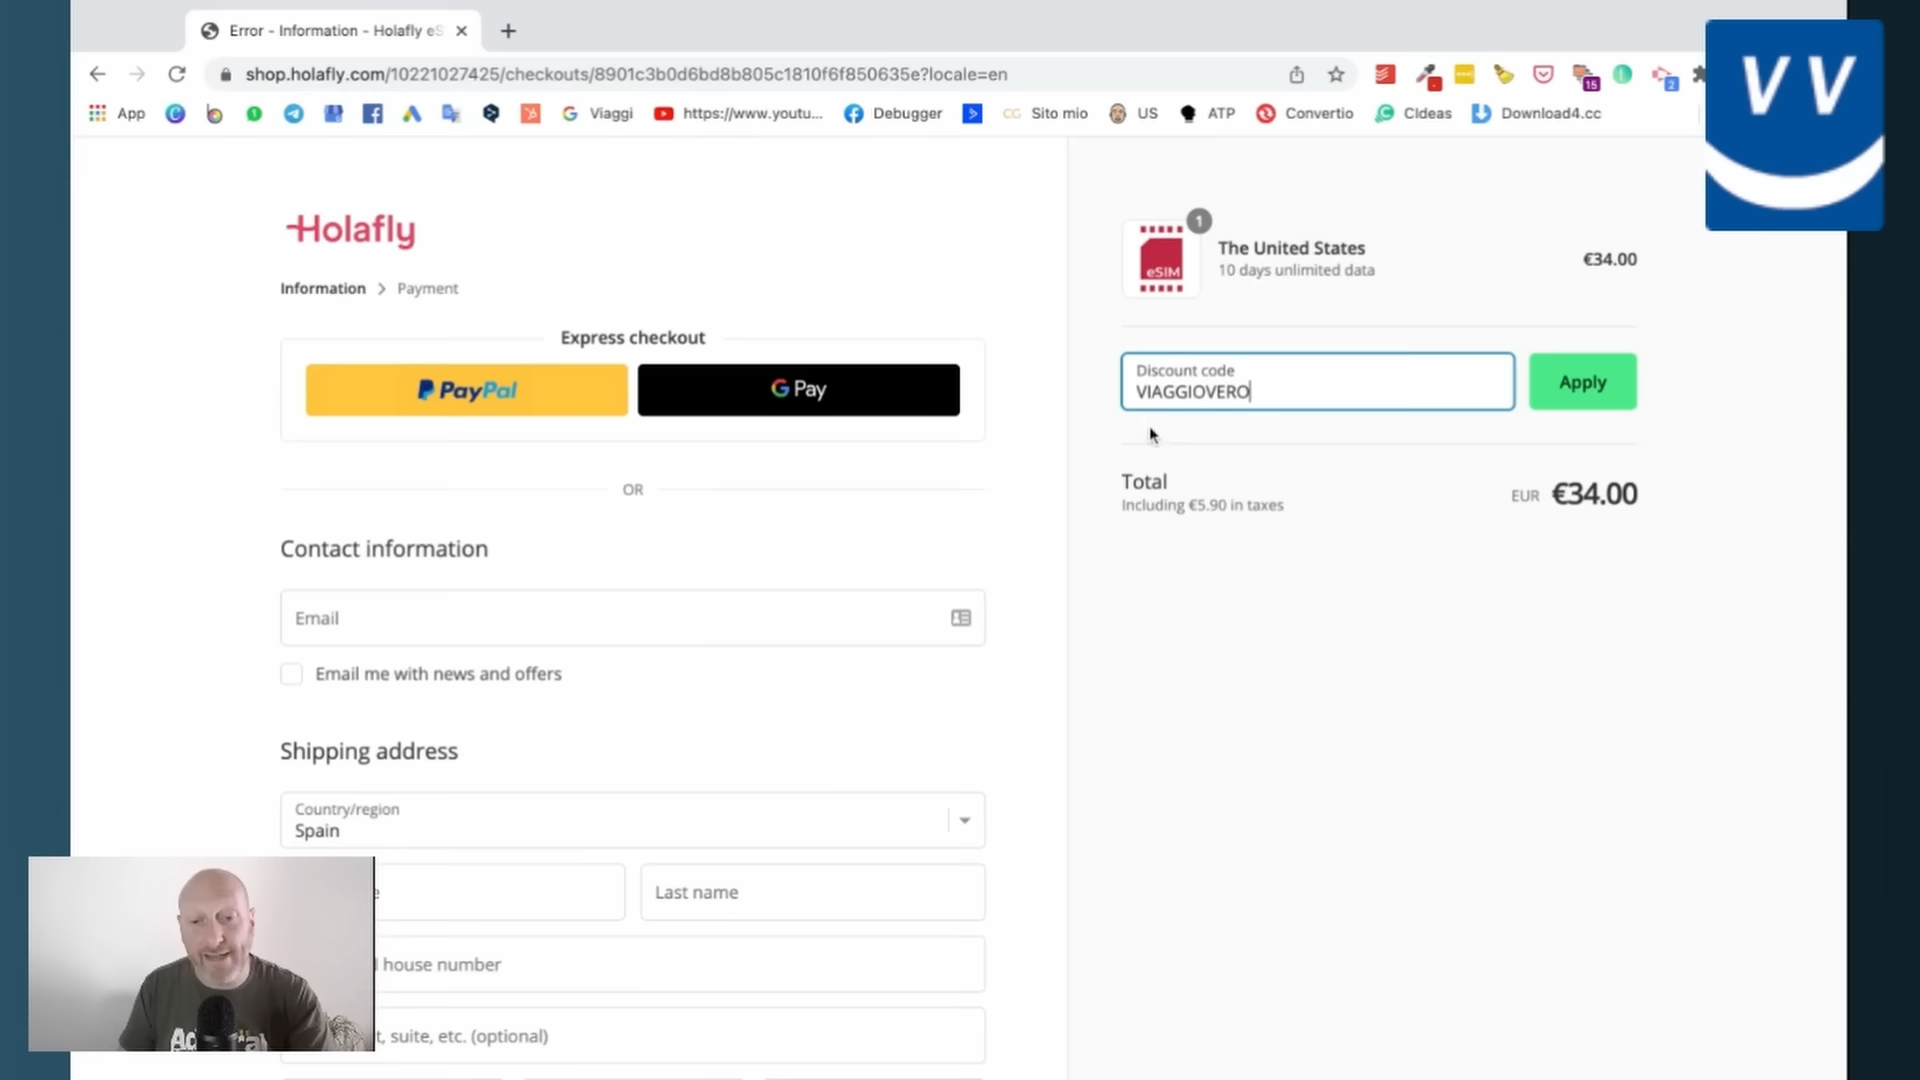 Error - Information - Holafly eS
shop.holafly.com/10221027425/checkouts/8901c3b0d6bd8b805c1810f6f850635e?locale=en
15
2
App
Viaggi
https://www.youtu...
Debugger
CC Sito mio
US
ATP
Convertio
CIdeas
Download4.cc
VV
Holafly
Information > Payment
Express checkout
PayPal
G Pay
OR
Contact information
Email
Email me with news and offers
Shipping address
Country/region
Spain
Last name
house number
suite, etc. (optional)
1
eSIM
The United States
10 days unlimited data
€34.00
Discount code
VIAGGIOVERO
Apply
Total
Including €5.90 in taxes
EUR €34.00